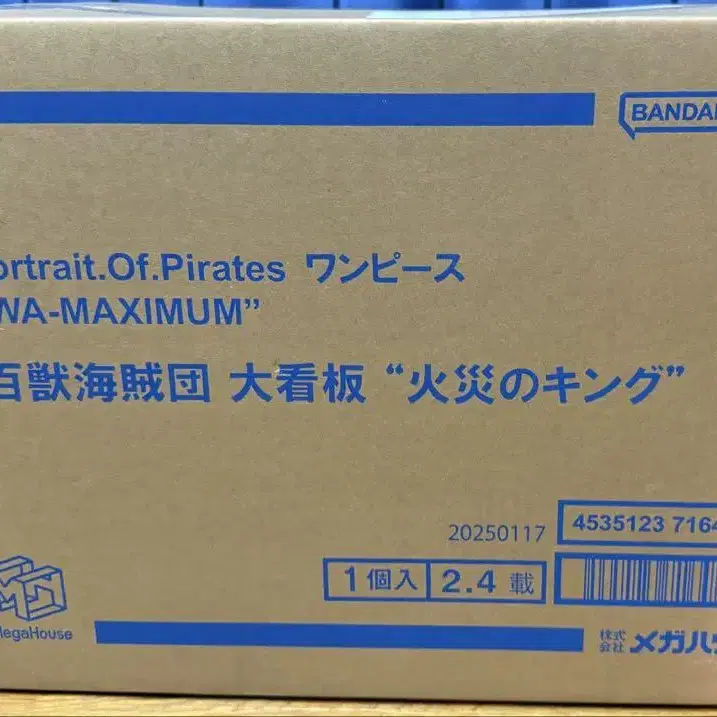 BANDAI
ortrait.Of.Pirates ワンピース
WA-MAXIMUM”
百獣海賊団 大看板 “火災のキング”
20250117
4535123 7164
1個入 2.4 載
MegaHouse
株式会社 メガハ